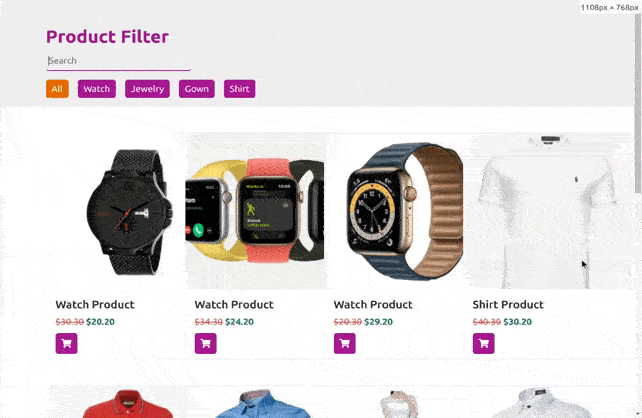 1108px × 768px
Product Filter
Search
All Watch Jewelry Gown Shirt
Watch Product Watch Product Watch Product Shirt Product
$30.30 $20.20 $34.30 $24.20 $20.30 $29.20 $40.30 $30.20